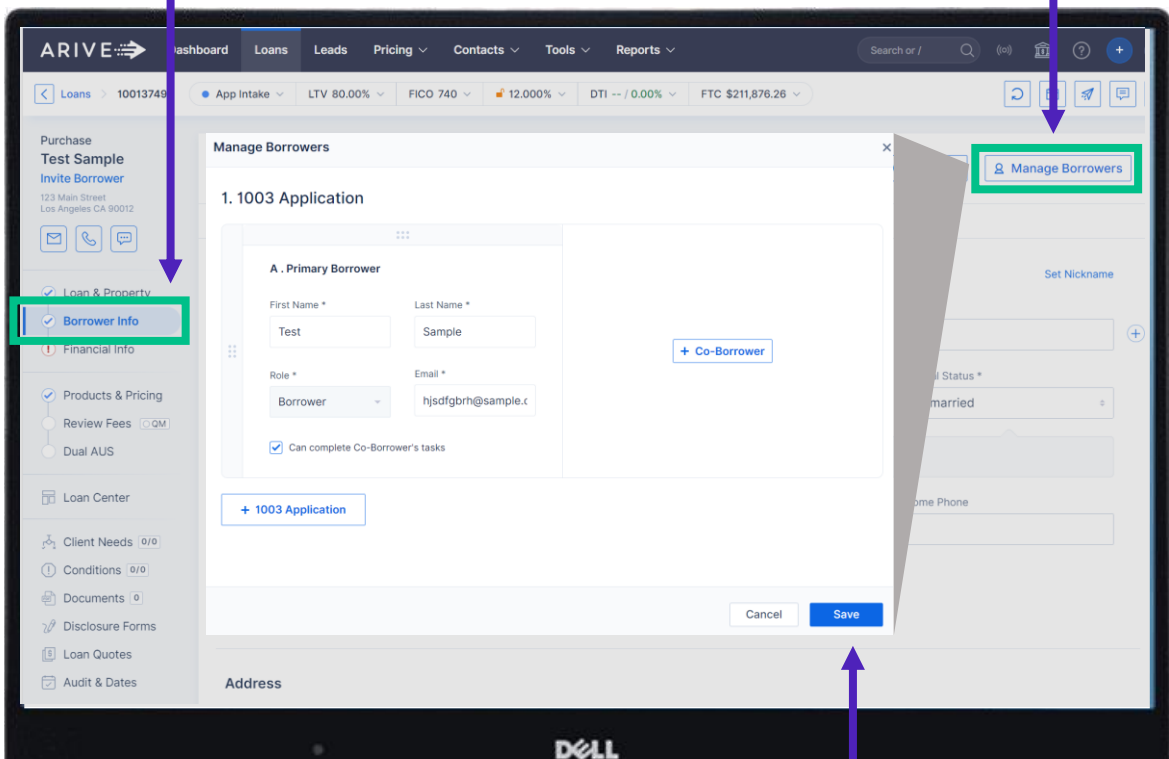 ARIVE
Dashboard Loans Leads Pricing Contacts Tools Reports Search or / ?
Loans > 10013749 App Intake LTV 80.00% FICO 740 12.000% DTI -- / 0.00% FTC $211,876.26
Purchase
Test Sample
Invite Borrower
123 Main Street
Los Angeles CA 90012
Loan & Property
Borrower Info
Financial Info
Products & Pricing
Review Fees QM
Dual AUS
Loan Center
Client Needs 0/0
Conditions 0/0
Documents 0
Disclosure Forms
Loan Quotes
Audit & Dates
Manage Borrowers
1. 1003 Application
A . Primary Borrower
First Name * Last Name *
Test Sample
Role * Email *
Borrower hjsdfgbrh@sample.c
Can complete Co-Borrower's tasks
+ Co-Borrower
+ 1003 Application
Cancel Save
Manage Borrowers
Set Nickname
Status *
married
Phone
Address
DELL